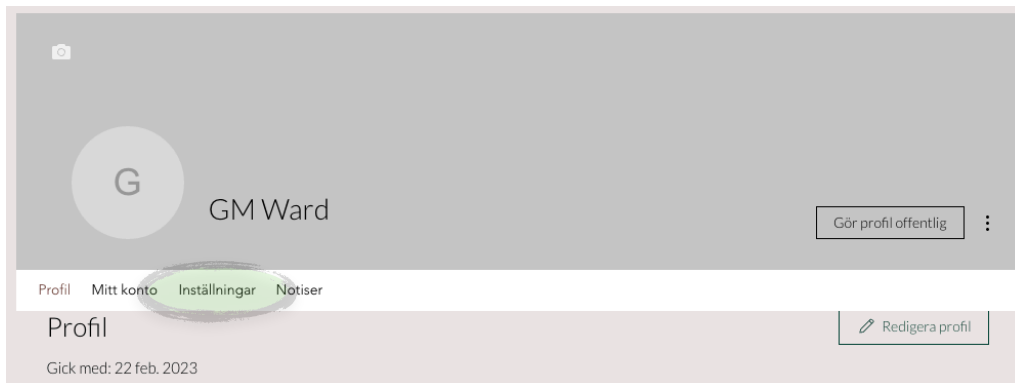 G
GM Ward
Gör profil offentlig
Profil Mitt konto Inställningar Notiser
Profil
Redigera profil
Gick med: 22 feb. 2023